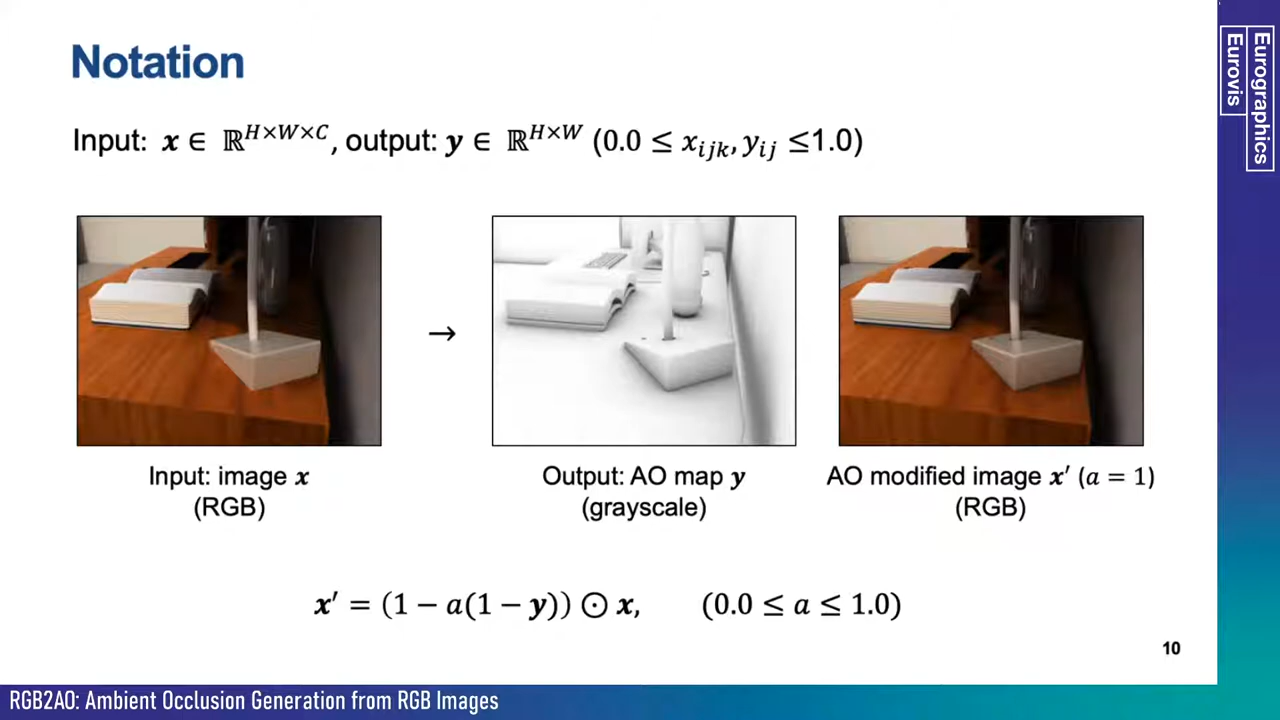 Notation
Input: x ∈ ℝ^{H×W×C}, output: y ∈ ℝ^{H×W} (0.0 ≤ x_{ijk}, y_{ij} ≤1.0)
→
Input: image x
(RGB)
Output: AO map y
(grayscale)
AO modified image x′ (a = 1)
(RGB)
x′ = (1 − a(1 − y)) ⊙ x, (0.0 ≤ a ≤ 1.0)
10
Eurographics
Eurovis
RGB2AO: Ambient Occlusion Generation from RGB Images